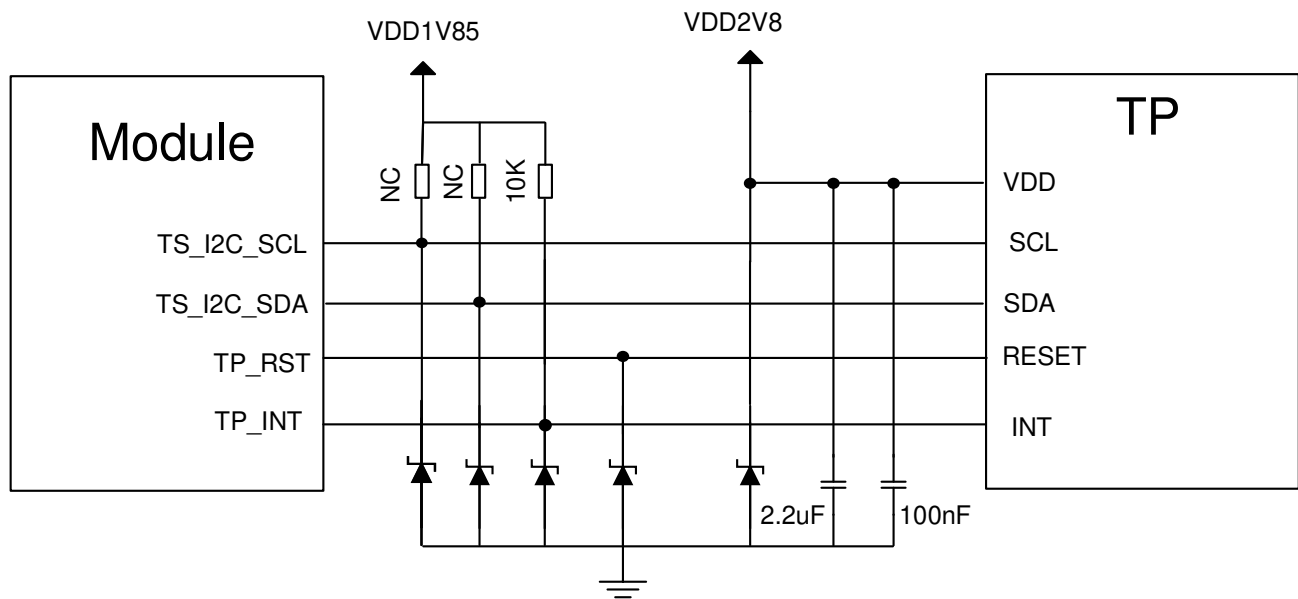 VDD1V85
VDD2V8
Module
TP
NC
NC
10K
VDD
TS_I2C_SCL
SCL
TS_I2C_SDA
SDA
TP_RST
RESET
TP_INT
INT
2.2uF
100nF